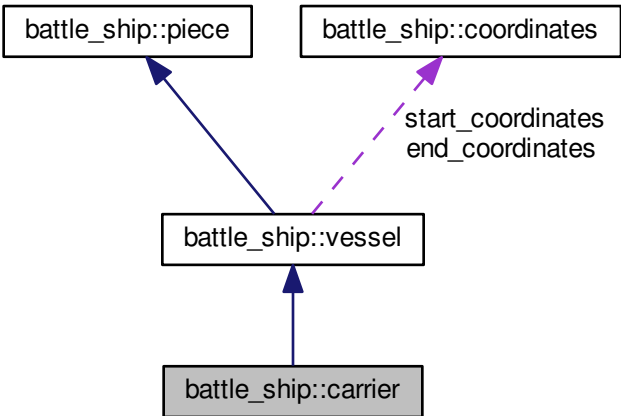 battle_ship::piece
battle_ship::coordinates
start_coordinates
end_coordinates
battle_ship::vessel
battle_ship::carrier